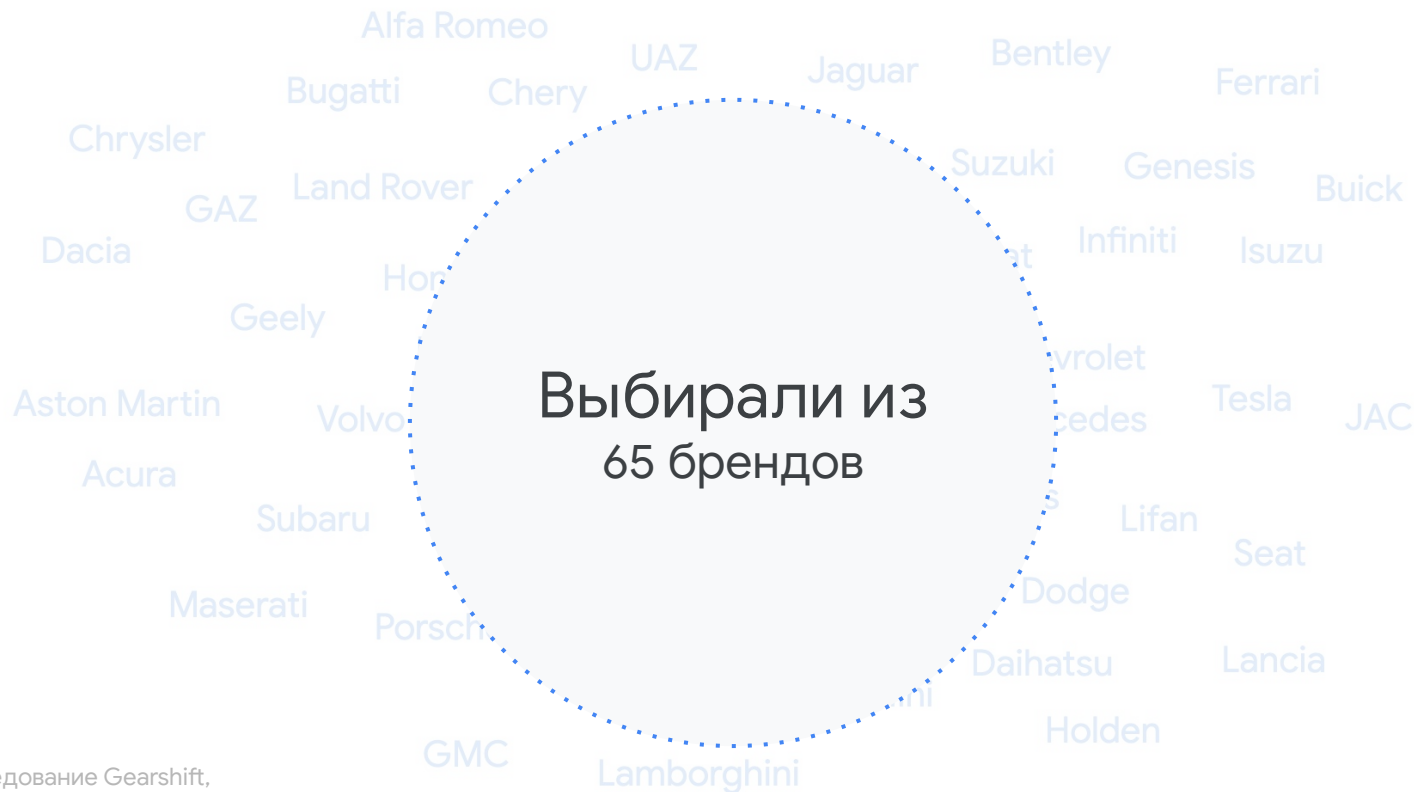 Alfa Romeo
UAZ
Bentley
Jaguar
Ferrari
Bugatti
Chery
Chrysler
Suzuki
Genesis
Land Rover
Buick
GAZ
Infiniti
Dacia
Isuzu
Geely
Выбирали из
Tesla
Aston Martin
Volvo
JAC
65 брендов
Acura
Subaru
Lifan
Seat
Dodge
Maserati
Daihatsu
Lancia
Holden
GMC
Lamborghini
Gearshift,